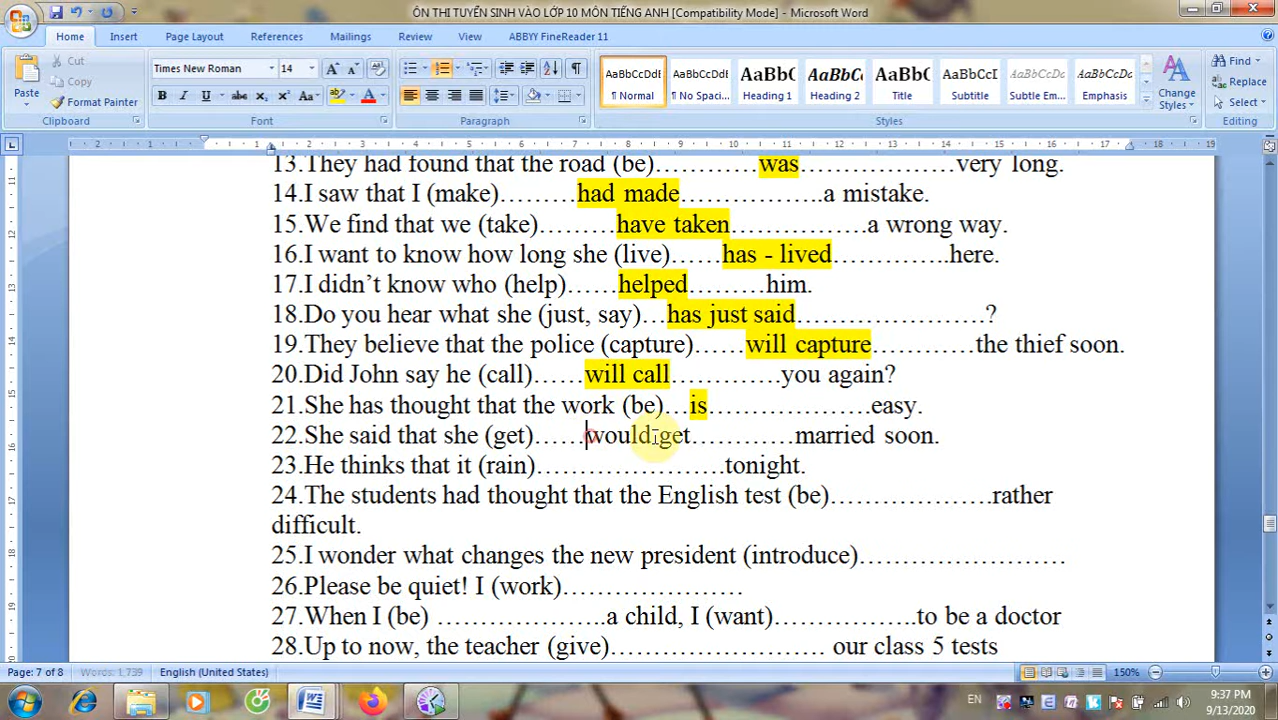 ÔN THI TUYỂN SINH VÀO LỚP 10 MÔN TIẾNG ANH [Compatibility Mode] - Microsoft Word
Home Insert Page Layout References Mailings Review View ABBYY FineReader 11
Paste Cut Copy Format Painter
Times New Roman 14
AaBbCcDdE AaBbCcDdE AaBbC AaBbCc AaBbC AaBbCcI AaBbCcDc AaBbCcDc
¶ Normal ¶ No Spaci... Heading 1 Heading 2 Title Subtitle Subtle Em... Emphasis
Change Styles
Find Replace Select
Clipboard Font Paragraph Styles Editing
13.They had found that the road (be)…………was………………very long.
14.I saw that I (make)………had made……………..a mistake.
15.We find that we (take)………have taken……………a wrong way.
16.I want to know how long she (live)……has - lived………….here.
17.I didn’t know who (help)……helped………him.
18.Do you hear what she (just, say)…has just said…………………?
19.They believe that the police (capture)……will capture…………the thief soon.
20.Did John say he (call)……will call………….you again?
21.She has thought that the work (be)…is……………….easy.
22.She said that she (get)……would get…………married soon.
23.He thinks that it (rain)………………….tonight.
24.The students had thought that the English test (be)……………….rather
difficult.
25.I wonder what changes the new president (introduce)……………………
26.Please be quiet! I (work)…………………
27.When I (be) ………………..a child, I (want)……………..to be a doctor
28.Up to now, the teacher (give)……………………. our class 5 tests
Page: 7 of 8 Words: 1,739 English (United States) 150%
EN 9:37 PM
9/13/2020